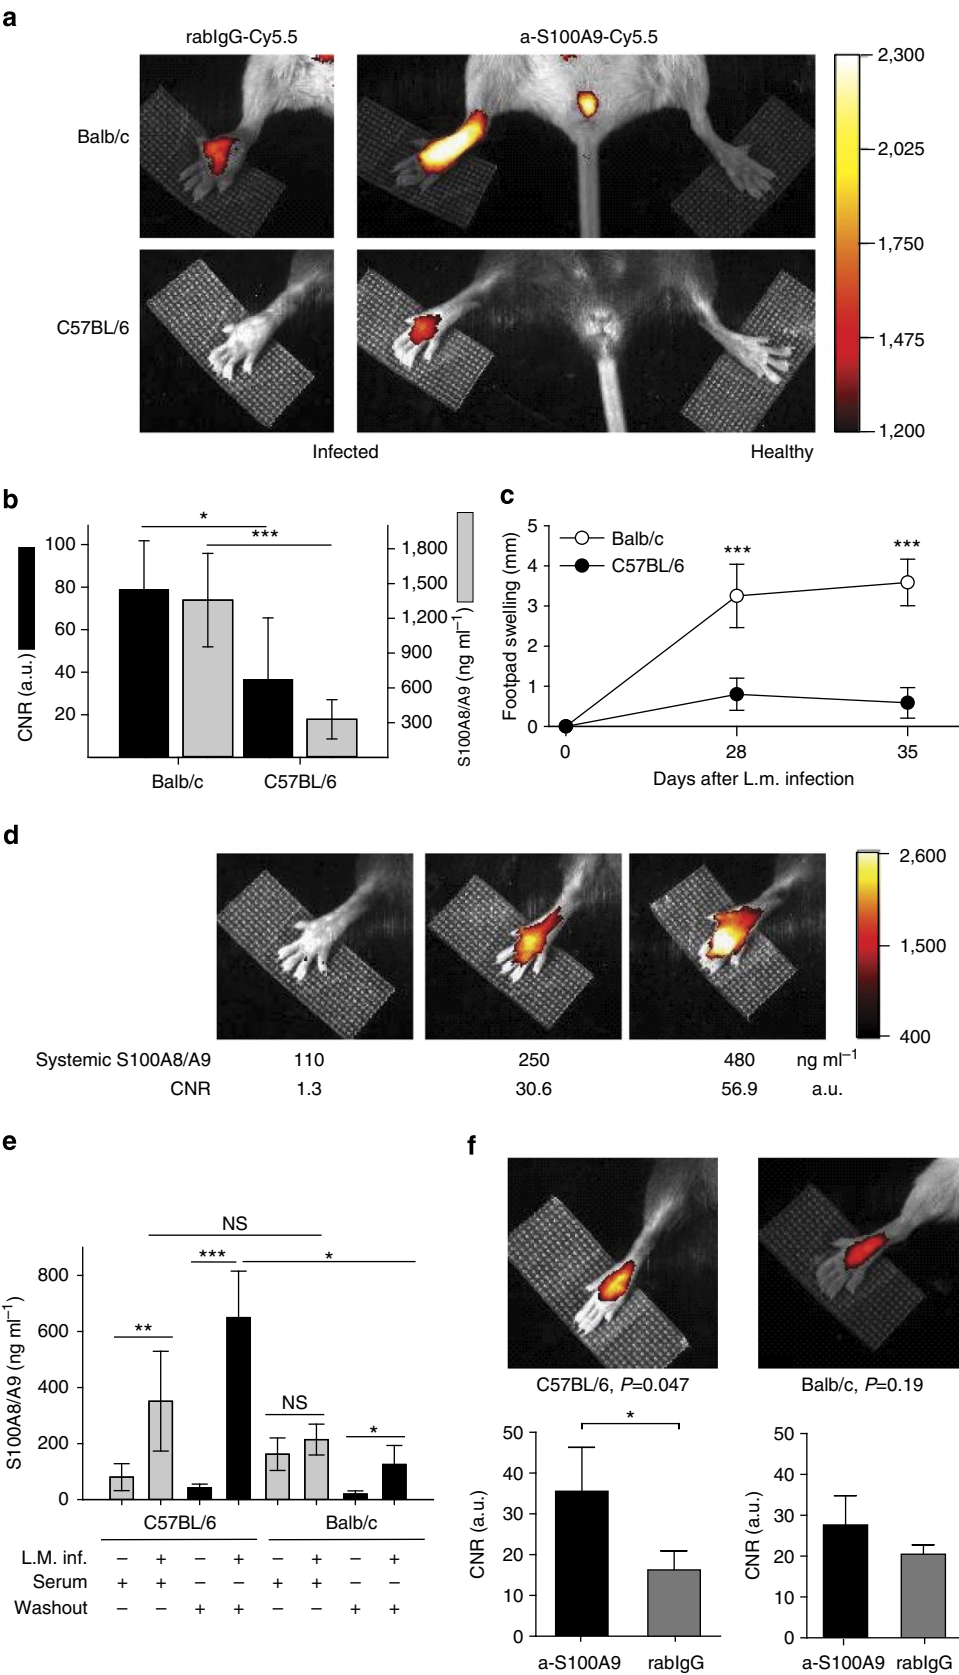 a
rabIgG-Cy5.5
a-S100A9-Cy5.5
Balb/c
C57BL/6
2,300
2,025
1,750
1,475
1,200
Infected
Healthy
b
*
***
100
80
60
40
20
CNR (a.u.)
1,800
1,500
1,200
900
600
300
S100A8/A9 (ng ml⁻¹)
Balb/c
C57BL/6
c
Balb/c
C57BL/6
***
***
5
4
3
2
1
0
Footpad swelling (mm)
0
28
35
Days after L.m. infection
d
2,600
1,500
400
Systemic S100A8/A9 110 250 480 ng ml⁻¹
CNR 1.3 30.6 56.9 a.u.
e
NS
***
*
**
NS
*
800
600
400
200
0
S100A8/A9 (ng ml⁻¹)
C57BL/6
Balb/c
L.M. inf. – + – + – + – +
Serum + + – – + + – –
Washout – – + + – – + +
f
C57BL/6, P=0.047
Balb/c, P=0.19
*
50
40
30
20
10
0
CNR (a.u.)
a-S100A9
rabIgG
50
40
30
20
10
0
CNR (a.u.)
a-S100A9
rabIgG